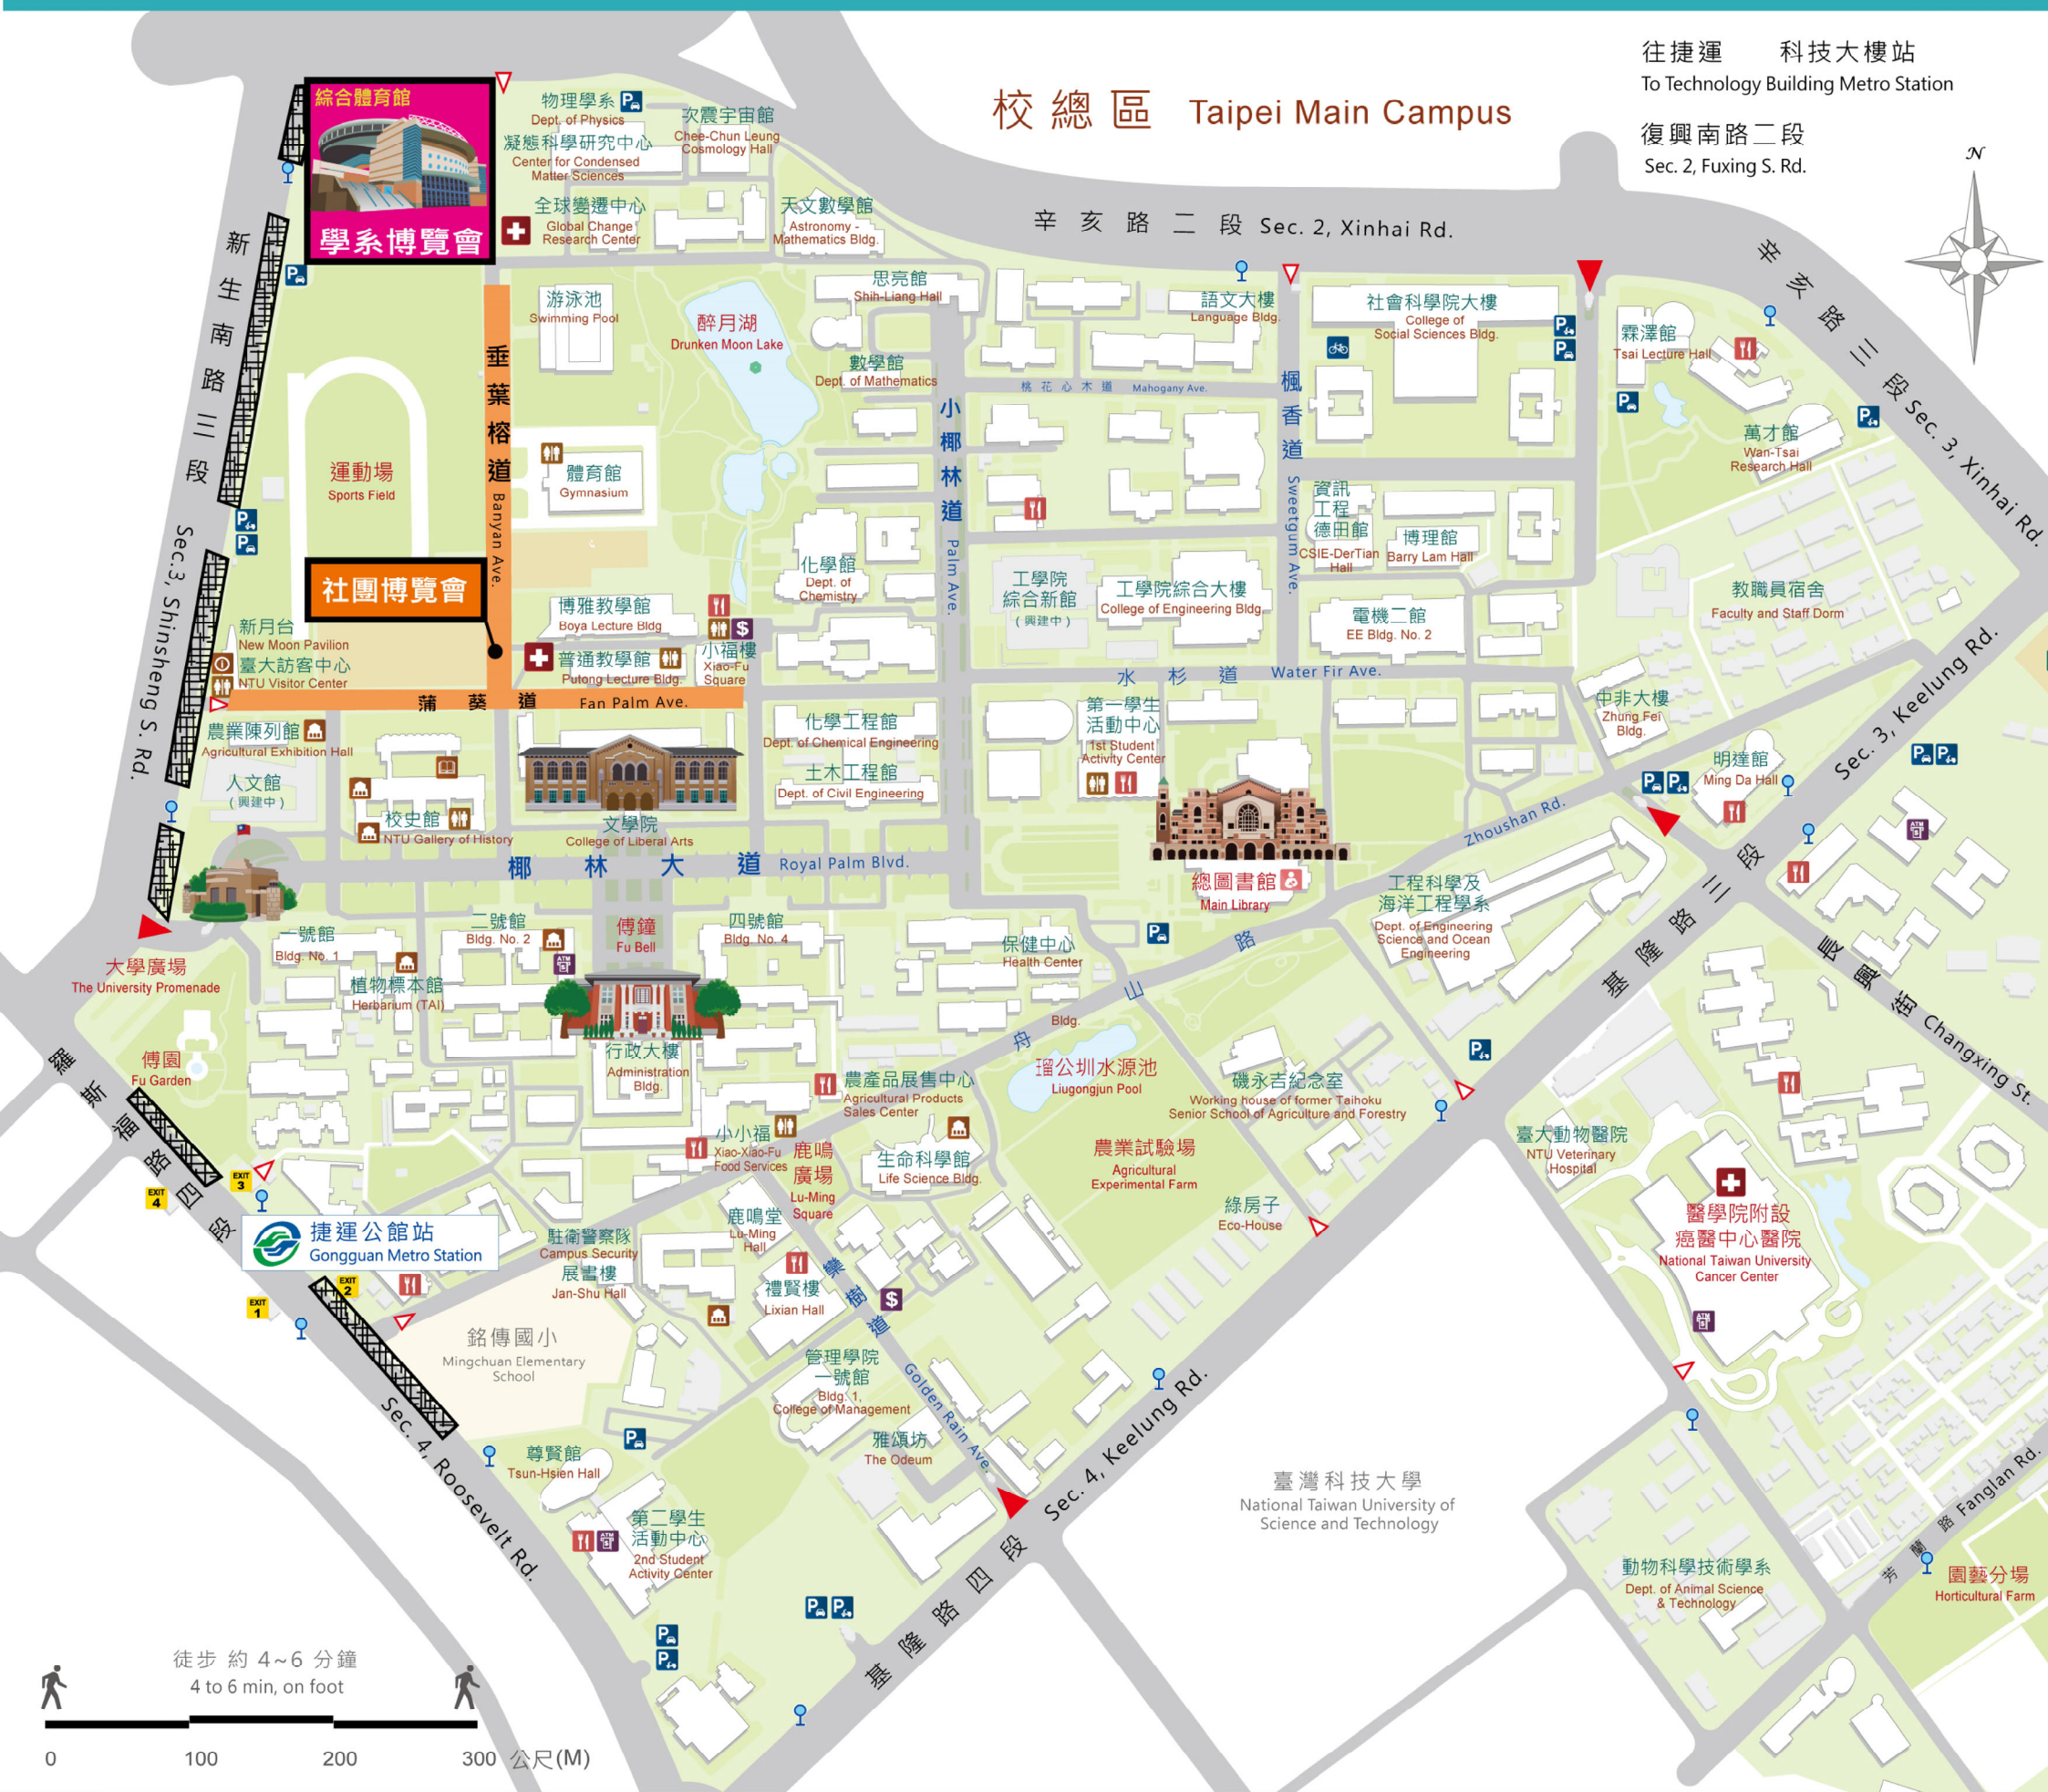 往捷運 科技大樓站
To Technology Building Metro Station
復興南路二段
Sec. 2, Fuxing S. Rd.
校總區 Taipei Main Campus
N
綜合體育館
學系博覽會
物理學系
Dept. of Physics
凝態科學研究中心
Center for Condensed
Matter Sciences
次震宇宙館
Chee-Chun Leung
Cosmology Hall
全球變遷中心
Global Change
Research Center
天文數學館
Astronomy -
Mathematics Bldg.
辛亥路二段 Sec. 2, Xinhai Rd.
辛亥路三段 Sec. 3, Xinhai Rd.
新生南路三段 Sec.3, Shinsheng S. Rd.
游泳池
Swimming Pool
醉月湖
Drunken Moon Lake
思亮館
Shih-Liang Hall
數學館
Dept. of Mathematics
語文大樓
Language Bldg.
社會科學院大樓
College of
Social Sciences Bldg.
霖澤館
Tsai Lecture Hall
萬才館
Wan-Tsai
Research Hall
桃花心木道 Mahogany Ave.
垂葉榕道 Banyan Ave.
小椰林道 Palm Ave.
楓香道 Sweetgum Ave.
運動場
Sports Field
體育館
Gymnasium
資訊
工程
德田館
CSIE-DerTian
Hall
博理館
Barry Lam Hall
社團博覽會
化學館
Dept. of
Chemistry
工學院
綜合新館
(興建中)
工學院綜合大樓
College of Engineering Bldg.
電機二館
EE Bldg. No. 2
教職員宿舍
Faculty and Staff Dorm
新月台
New Moon Pavilion
臺大訪客中心
NTU Visitor Center
博雅教學館
Boya Lecture Bldg
普通教學館
Putong Lecture Bldg.
小福樓
Xiao-Fu
Square
水杉道 Water Fir Ave.
蒲葵道 Fan Palm Ave.
農業陳列館
Agricultural Exhibition Hall
人文館
(興建中)
校史館
NTU Gallery of History
文學院
College of Liberal Arts
化學工程館
Dept. of Chemical Engineering
土木工程館
Dept. of Civil Engineering
第一學生
活動中心
1st Student
Activity Center
中非大樓
Zhung Fei
Bldg.
明達館
Ming Da Hall
Sec. 3, Keelung Rd.
基隆路三段
Zhoushan Rd.
舟山路
椰林大道 Royal Palm Blvd.
總圖書館
Main Library
工程科學及
海洋工程學系
Dept. of Engineering
Science and Ocean
Engineering
長興街 Changxing St.
大學廣場
The University Promenade
一號館
Bldg. No. 1
二號館
Bldg. No. 2
傅鐘
Fu Bell
四號館
Bldg. No. 4
植物標本館
Herbarium (TAI)
保健中心
Health Center
Bldg.
傅園
Fu Garden
行政大樓
Administration
Bldg.
農產品展售中心
Agricultural Products
Sales Center
瑠公圳水源池
Liugongjun Pool
磯永吉紀念室
Working house of former Taihoku
Senior School of Agriculture and Forestry
小小福
Xiao-Xiao-Fu
Food Services
鹿鳴
廣場
Lu-Ming
Square
生命科學館
Life Science Bldg.
農業試驗場
Agricultural
Experimental Farm
綠房子
Eco-House
臺大動物醫院
NTU Veterinary
Hospital
醫學院附設
癌醫中心醫院
National Taiwan University
Cancer Center
羅斯福路四段
Sec. 4, Roosevelt Rd.
EXIT
3
EXIT
4
捷運公館站
Gongguan Metro Station
EXIT
2
EXIT
1
駐衛警察隊
Campus Security
展書樓
Jan-Shu Hall
鹿鳴堂
Lu-Ming
Hall
禮賢樓
Lixian Hall
欒樹道 Golden Rain Ave.
銘傳國小
Mingchuan Elementary
School
管理學院
一號館
Bldg. 1,
College of Management
雅頌坊
The Odeum
尊賢館
Tsun-Hsien Hall
第二學生
活動中心
2nd Student
Activity Center
Sec. 4, Keelung Rd.
基隆路四段
臺灣科技大學
National Taiwan University of
Science and Technology
動物科學技術學系
Dept. of Animal Science
& Technology
芳蘭路 Fanglan Rd.
園藝分場
Horticultural Farm
徒步 約 4~6 分鐘
4 to 6 min, on foot
0 100 200 300 公尺(M)